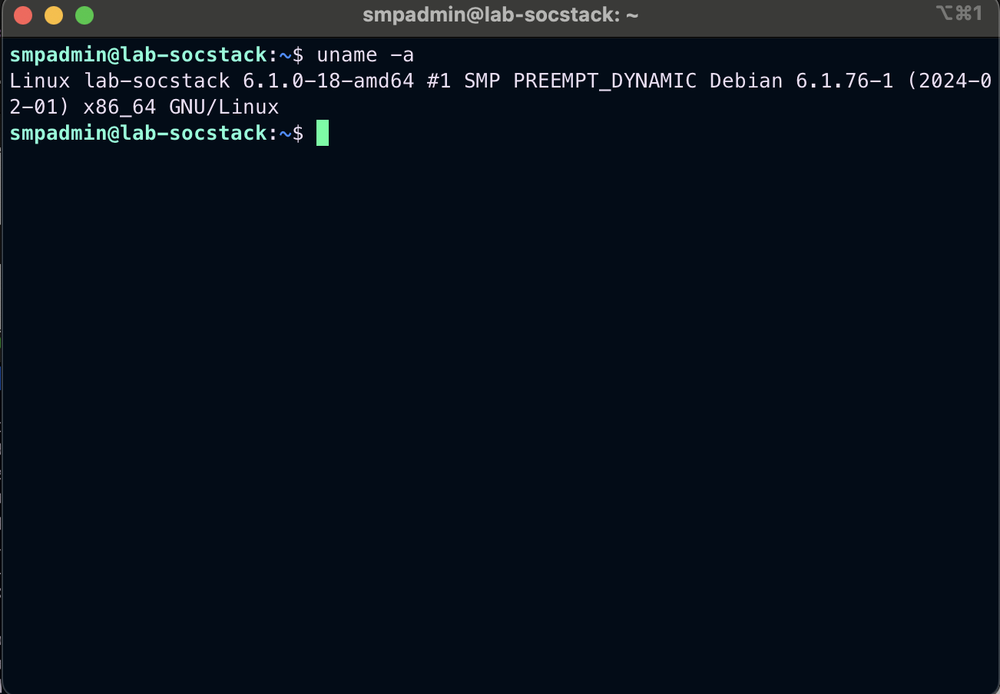 smpadmin@lab-socstack: ~
⌥⌘1
smpadmin@lab-socstack:~$ uname -a
Linux lab-socstack 6.1.0-18-amd64 #1 SMP PREEMPT_DYNAMIC Debian 6.1.76-1 (2024-0
2-01) x86_64 GNU/Linux
smpadmin@lab-socstack:~$